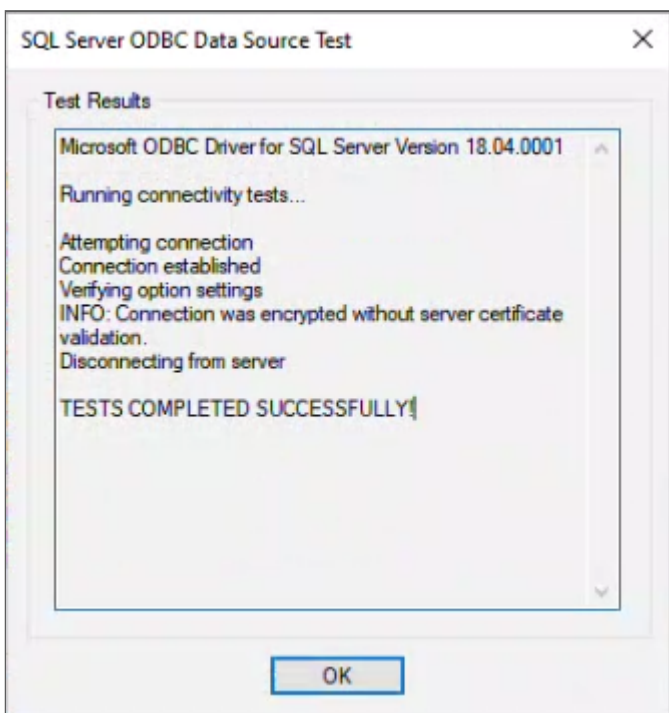 SQL Server ODBC Data Source Test
Test Results
Microsoft ODBC Driver for SQL Server Version 18.04.0001
Running connectivity tests...
Attempting connection
Connection established
Verifying option settings
INFO: Connection was encrypted without server certificate
validation.
Disconnecting from server
TESTS COMPLETED SUCCESSFULLY!
OK